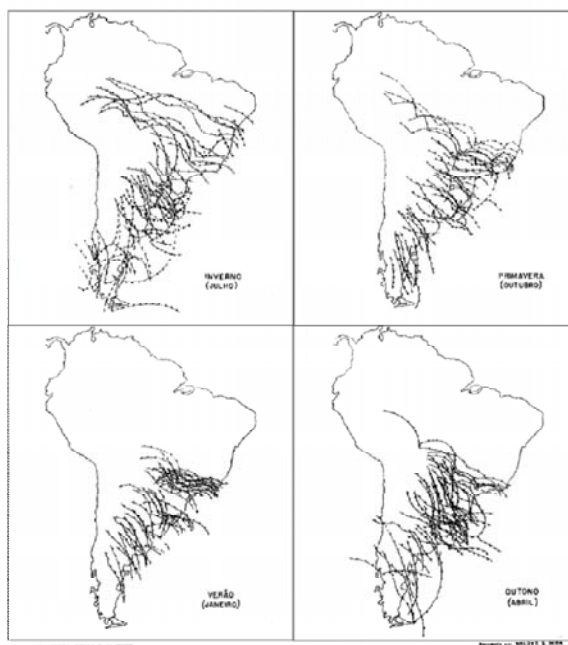 INVERNO
(JULHO)
PRIMAVERA
(OUTUBRO)
VERÃO
(JANEIRO)
OUTONO
(ABRIL)